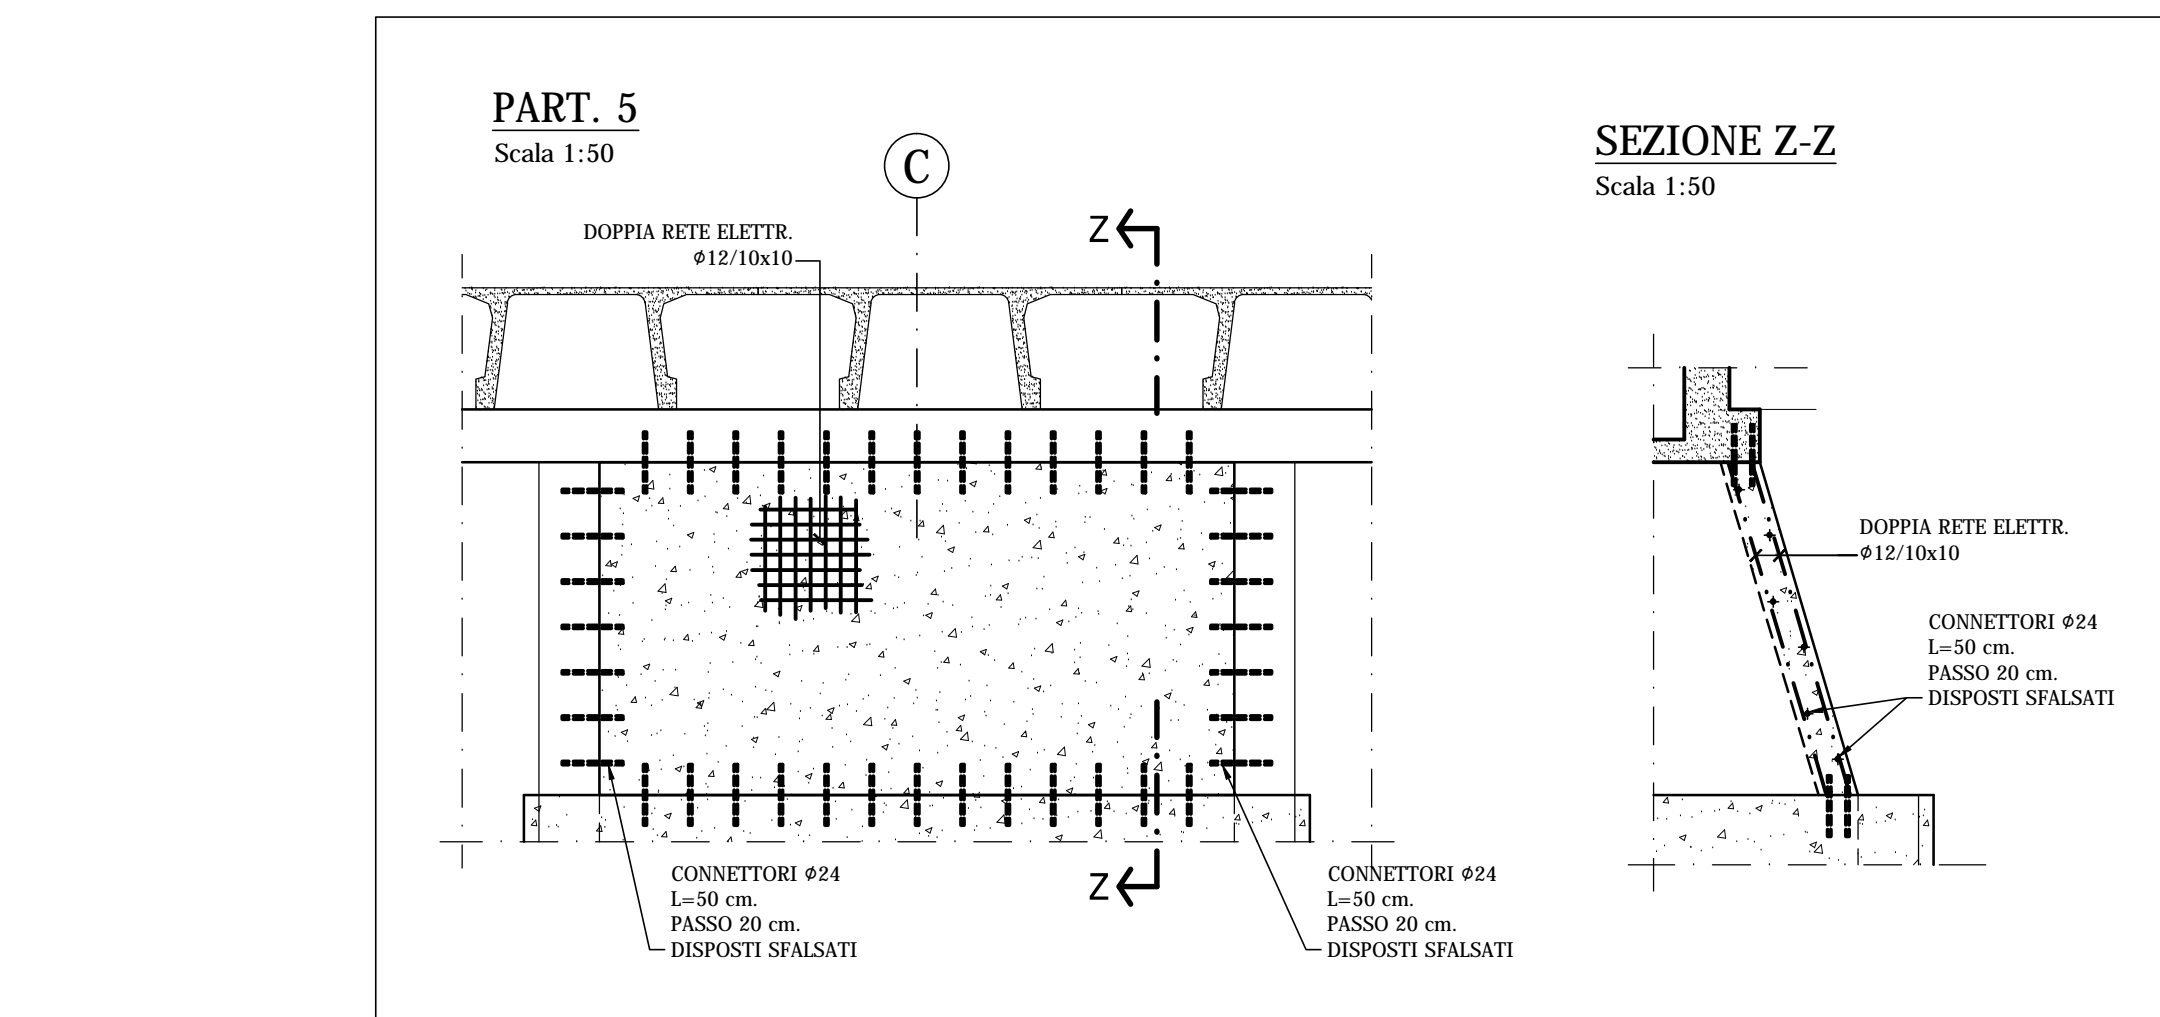 PART. 5
Scala 1:50
C
SEZIONE Z-Z
Scala 1:50
DOPPIA RETE ELETTR.
φ12/10x10
Z
DOPPIA RETE ELETTR.
φ12/10x10
CONNETTORI φ24
L=50 cm.
PASSO 20 cm.
DISPOSTI SFALSATI
Z
CONNETTORI φ24
L=50 cm.
PASSO 20 cm.
DISPOSTI SFALSATI
CONNETTORI φ24
L=50 cm.
PASSO 20 cm.
DISPOSTI SFALSATI